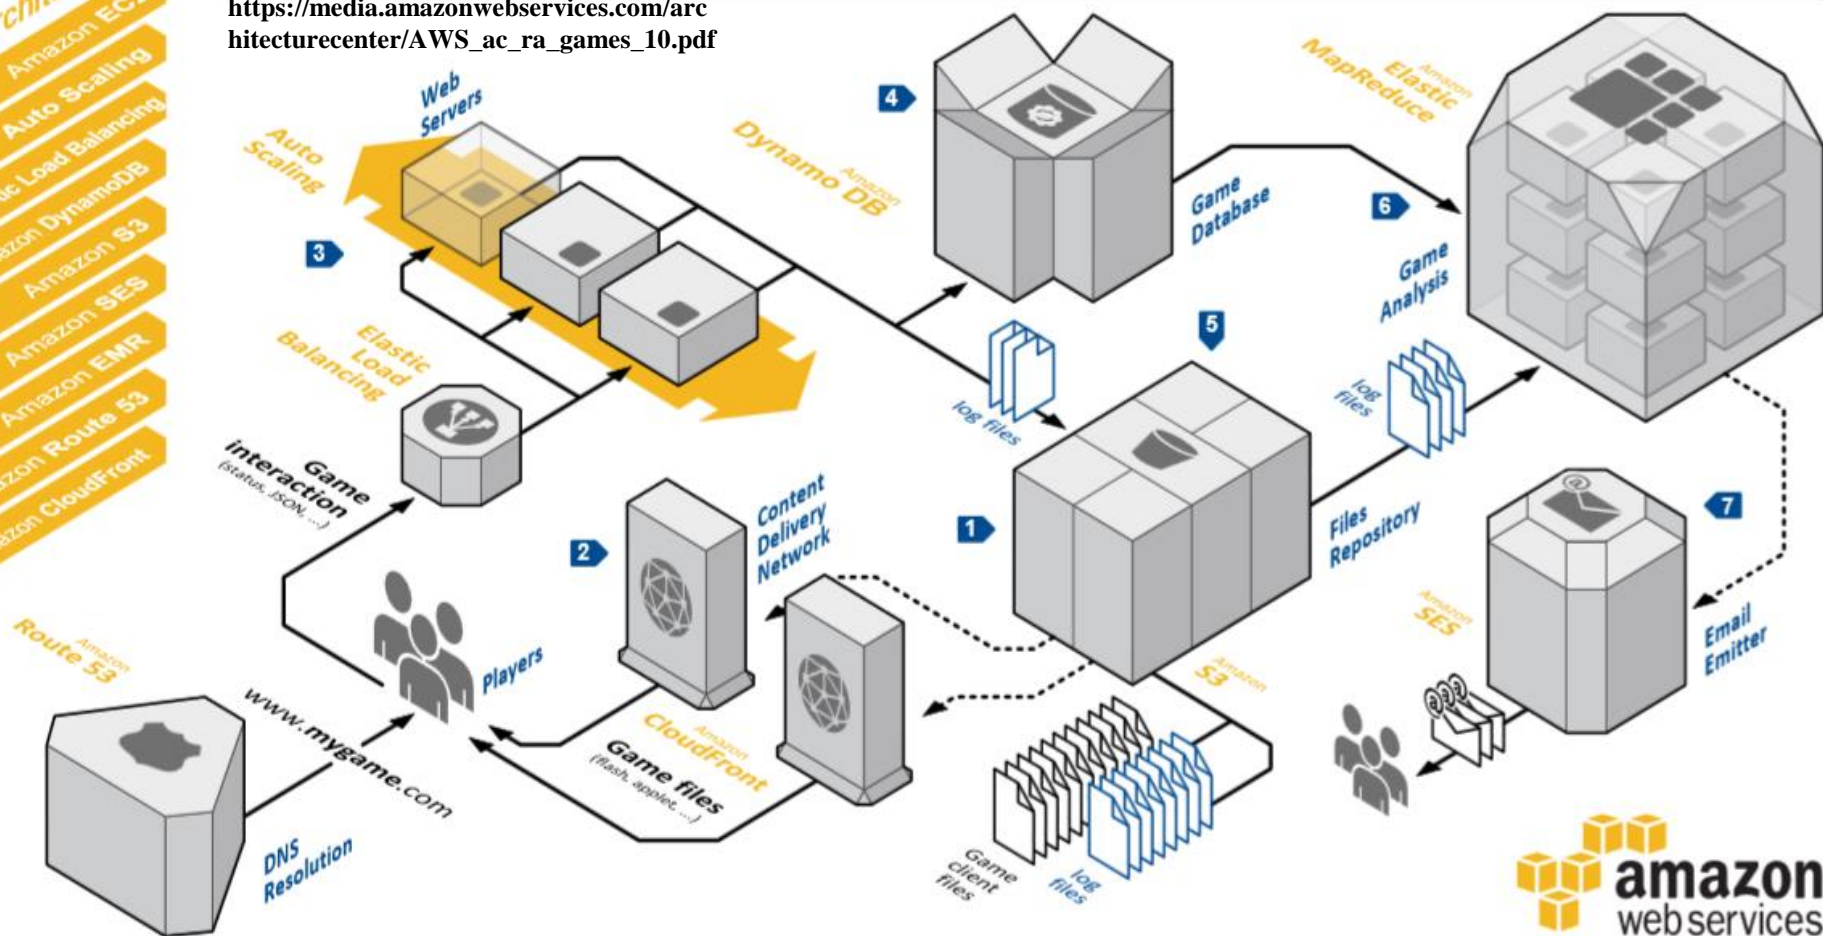 https://media.amazonwebservices.com/arc
hitecturecenter/AWS_ac_ra_games_10.pdf
Amazon EC2
Auto Scaling
Load Balancing
DynamoDB
Amazon S3
Amazon SES
Amazon EMR
Route 53
CloudFront
Web
Servers
Auto
Scaling
3
Elastic
Load
Balancing
Game
interaction
(status, JSON, ...)
4
Amazon
Dynamo DB
Game
Database
Amazon
Elastic
MapReduce
6
Game
Analysis
log files
5
log
files
1
Files
Repository
2
Content
Delivery
Network
7
Amazon
SES
Email
Emitter
Players
Amazon
Route 53
www.mygame.com
DNS
Resolution
Amazon
CloudFront
Game files
(flash, applet, ...)
Amazon
S3
Game
client
files
log
files
@
@@@
amazon
web services